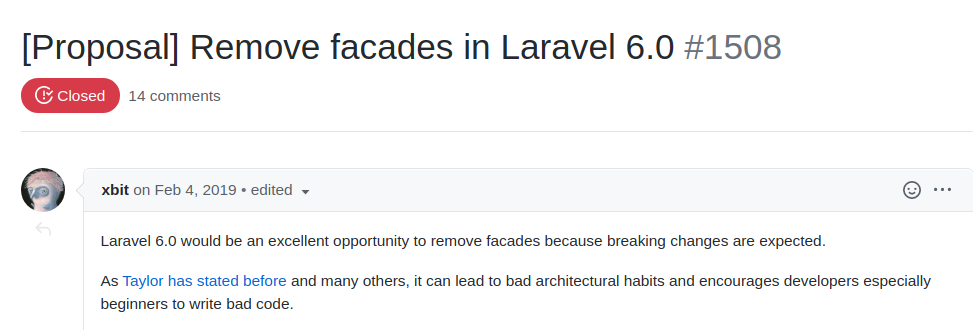 [Proposal] Remove facades in Laravel 6.0 #1508
Closed 14 comments
xbit on Feb 4, 2019 • edited
Laravel 6.0 would be an excellent opportunity to remove facades because breaking changes are expected.
As Taylor has stated before and many others, it can lead to bad architectural habits and encourages developers especially
beginners to write bad code.